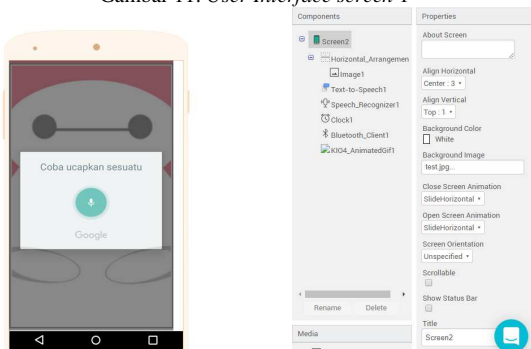 Gambar 11. User Interface screen 1
Coba ucapkan sesuatu
Google
Components
Screen2
Horizontal_Arrangemen
Image1
Text-to-Speech1
Speech_Recognizer1
Clock1
Bluetooth_Client1
KIO4_AnimatedGif1
Rename Delete
Media
Properties
About Screen
Align Horizontal
Center : 3
Align Vertical
Top : 1
Background Color
White
Background Image
test.jpg...
Close Screen Animation
SlideHorizontal
Open Screen Animation
SlideHorizontal
Screen Orientation
Unspecified
Scrollable
Show Status Bar
Title
Screen2